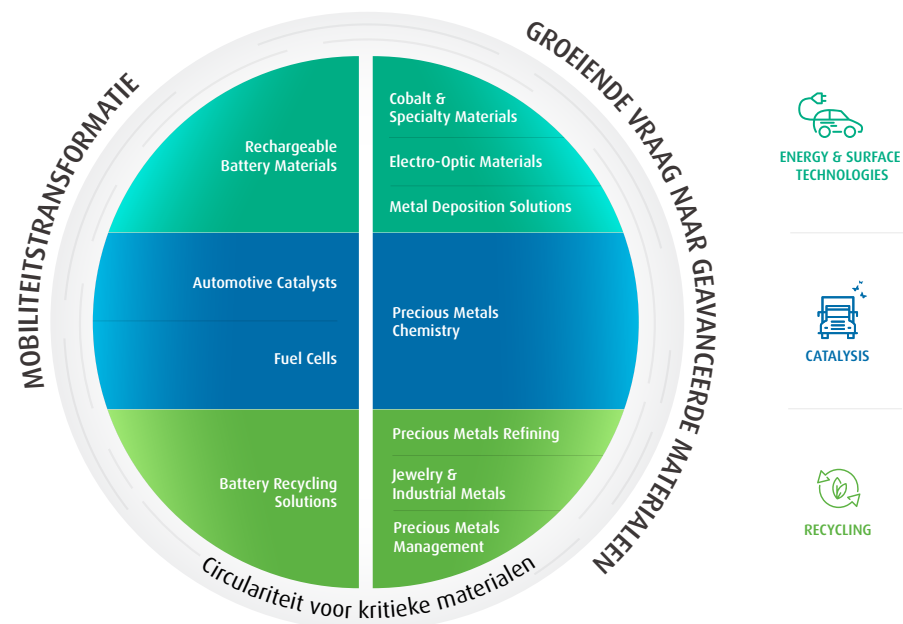 MOBILITEITSTRANSFORMATIE
GROEIENDE VRAAG NAAR GEAVANCEERDE MATERIALEEN
Rechargeable
Battery Materials
Cobalt &
Specialty Materials
Electro-Optic Materials
Metal Deposition Solutions
ENERGY & SURFACE
TECHNOLOGIES
Automotive Catalysts
Fuel Cells
Precious Metals
Chemistry
CATALYSIS
Battery Recycling
Solutions
Precious Metals Refining
Jewelry &
Industrial Metals
Precious Metals
Management
RECYCLING
Circulariteit voor kritieke materialen